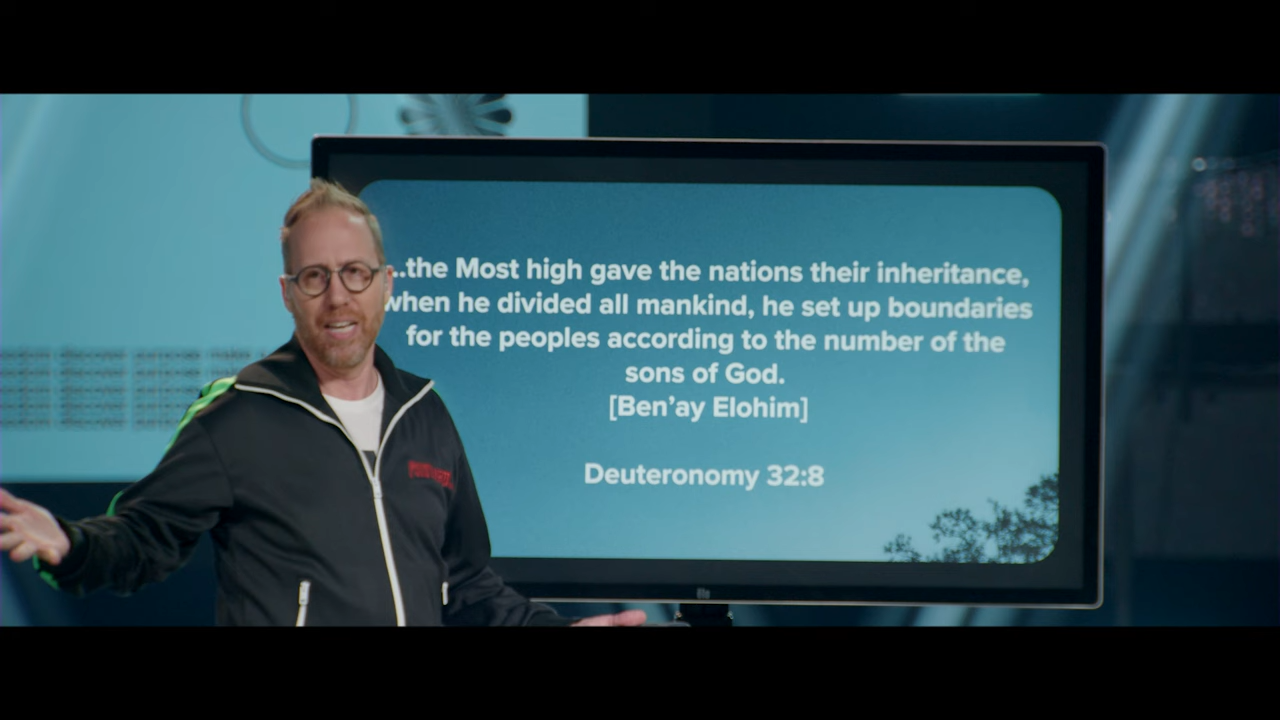 ...the Most high gave the nations their inheritance,
when he divided all mankind, he set up boundaries
for the peoples according to the number of the
sons of God.
[Ben’ay Elohim]
Deuteronomy 32:8